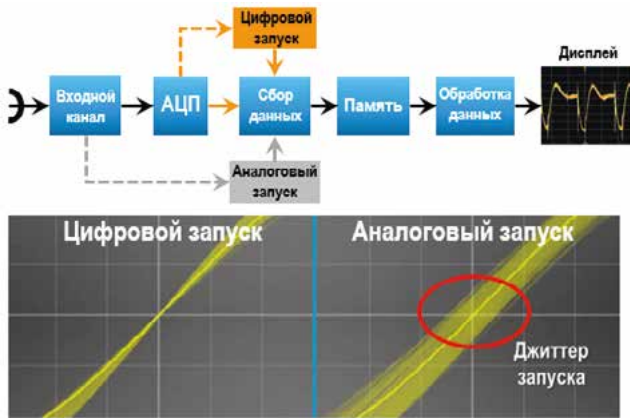 Цифровой
запуск
Дисплей
Входной
канал
АЦП
Сбор
данных
Память
Обработка
данных
Аналоговый
запуск
Цифровой запуск
Аналоговый запуск
Джиттер
запуска